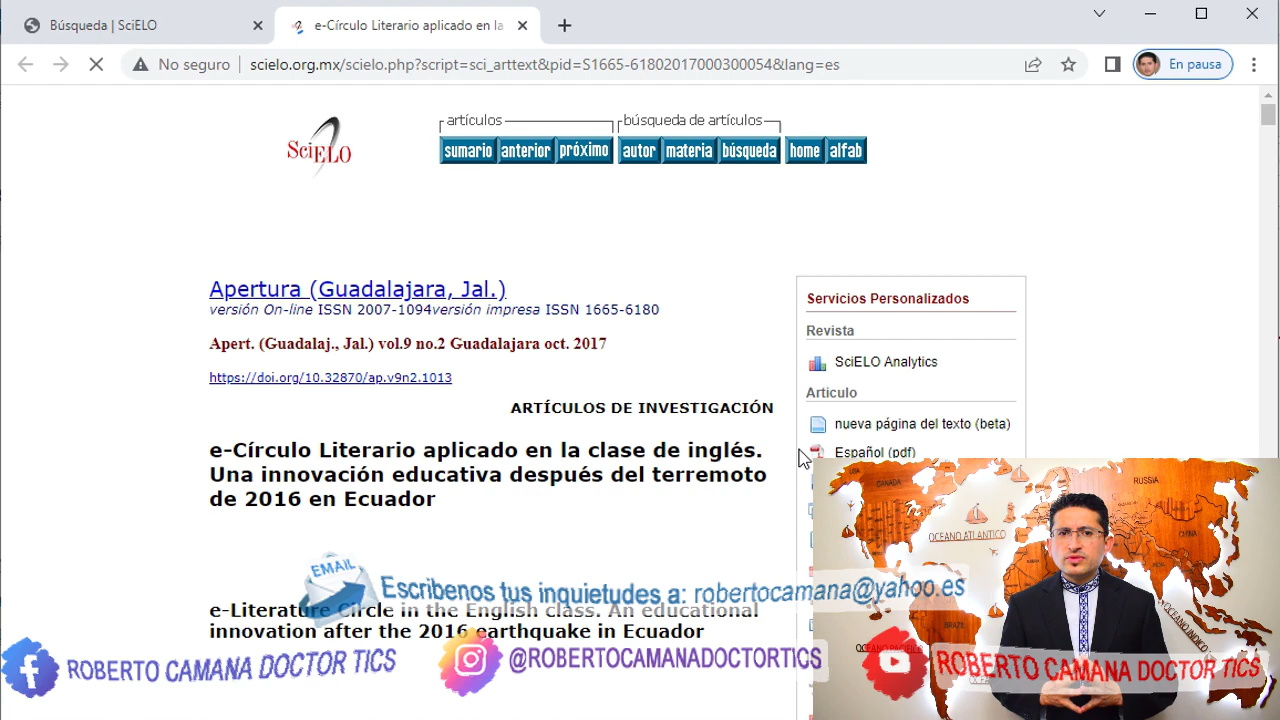 Búsqueda | SciELO
e-Círculo Literario aplicado en la
No seguro
scielo.org.mx/scielo.php?script=sci_arttext&pid=S1665-61802017000300054&lang=es
En pausa
SciELO
artículos
búsqueda de artículos
sumario
anterior
próximo
autor
materia
búsqueda
home
alfab
Apertura (Guadalajara, Jal.)
versión On-line ISSN 2007-1094versión impresa ISSN 1665-6180
Apert. (Guadalaj., Jal.) vol.9 no.2 Guadalajara oct. 2017
https://doi.org/10.32870/ap.v9n2.1013
ARTÍCULOS DE INVESTIGACIÓN
e-Círculo Literario aplicado en la clase de inglés.
Una innovación educativa después del terremoto
de 2016 en Ecuador
e-Literature Circle in the English class. An educational
innovation after the 2016 earthquake in Ecuador
Servicios Personalizados
Revista
SciELO Analytics
Articulo
nueva página del texto (beta)
Español (pdf)
EMAIL
Escribenos tus inquietudes a: robertocamana@yahoo.es
ROBERTO CAMANA DOCTOR TICS
@ROBERTOCAMANADOCTORTICS
ROBERTO CAMANA DOCTOR TICS
CANADA
RUSSIA
CHINA
OCEANO ATLANTICO
BRAZIL
OCEANO INDICO